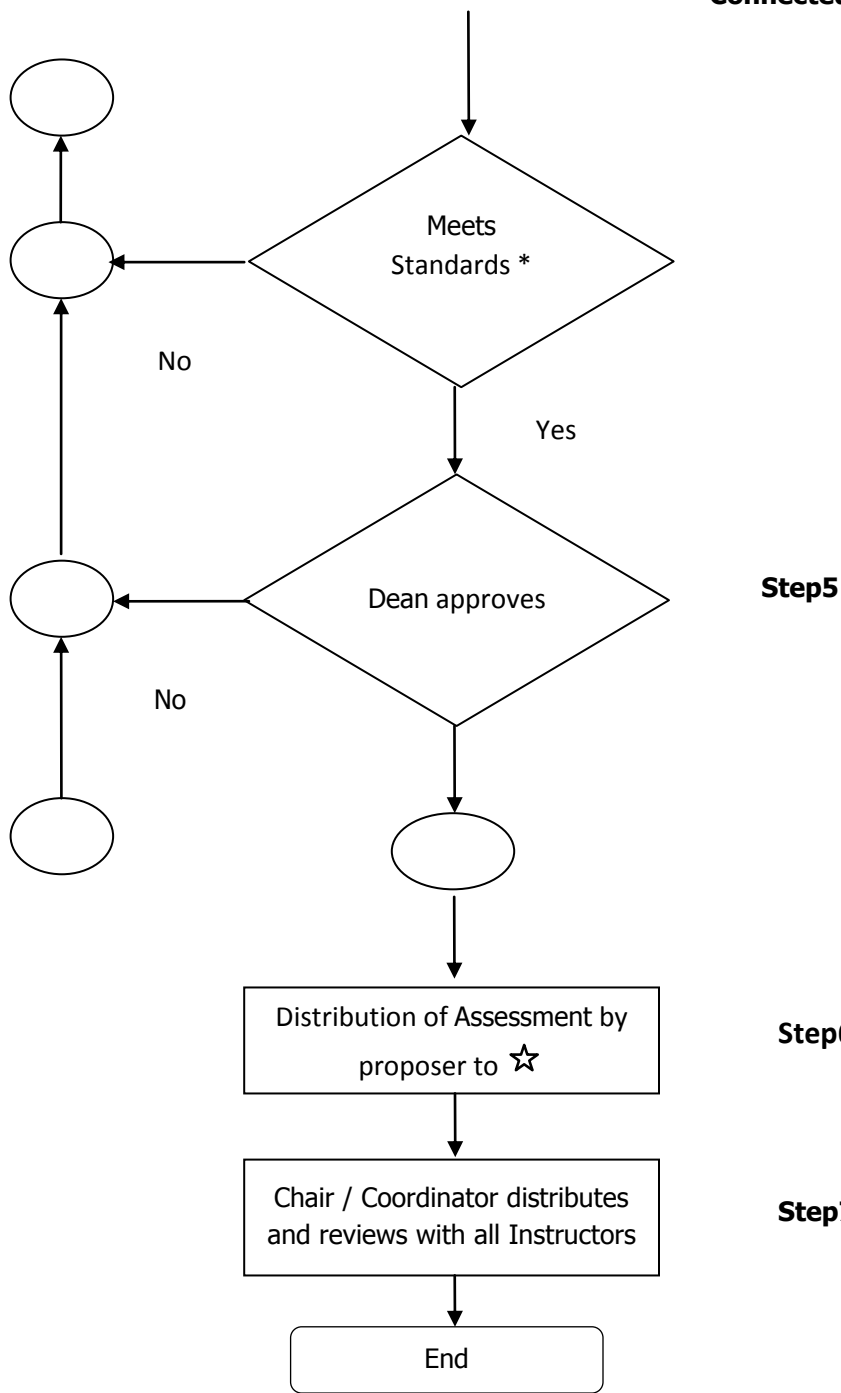 Meets
Standards *
No
Yes
Dean approves
Step5
No
Distribution of Assessment by
proposer to ☆
Chair / Coordinator distributes
and reviews with all Instructors
End